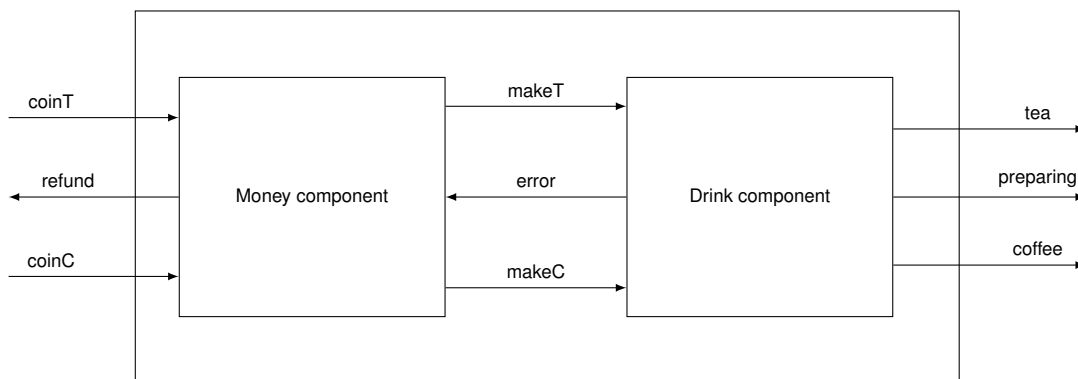 makeT
coinT
tea
refund
Money component
error
Drink component
preparing
coinC
makeC
coffee